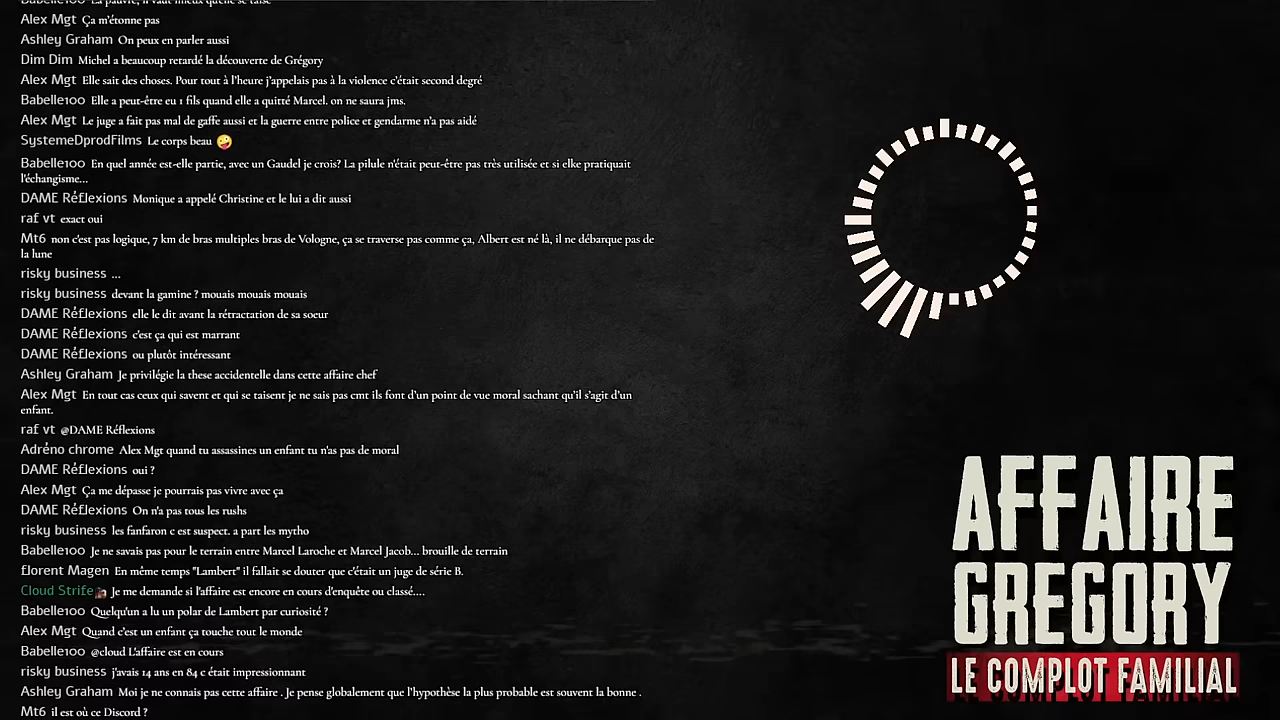 Alex Mgt Ça m'étonne pas
Ashley Graham On peux en parler aussi
Dim Dim Michel a beaucoup retardé la découverte de Grégory
Alex Mgt Elle sait des choses. Pour tout à l'heure j'appelais pas à la violence c'était second degré
Babelle100 Elle a peut-être eu 1 fils quand elle a quitté Marcel. on ne saura jms.
Alex Mgt Le juge a fait pas mal de gaffe aussi et la guerre entre police et gendarme n'a pas aidé
SystemeDprodFilms Le corps beau 🤪
Babelle100 En quel année est-elle partie, avec un Gaudel je crois? La pilule n'était peut-être pas très utilisée et si elke pratiquait
l'échangisme...
DAME Réflexions Monique a appelé Christine et le lui a dit aussi
raf vt exact oui
Mt6 non c'est pas logique, 7 km de bras multiples bras de Vologne, ça se traverse pas comme ça, Albert est né là, il ne débarque pas de
la lune
risky business ...
risky business devant la gamine ? mouais mouais mouais
DAME Réflexions elle le dit avant la rétractation de sa soeur
DAME Réflexions c'est ça qui est marrant
DAME Réflexions ou plutôt intéressant
Ashley Graham Je privilégie la these accidentelle dans cette affaire chef
Alex Mgt En tout cas ceux qui savent et qui se taisent je ne sais pas cmt ils font d'un point de vue moral sachant qu'il s'agit d'un
enfant.
raf vt @DAME Réflexions
Adréno chrome Alex Mgt quand tu assassines un enfant tu n'as pas de moral
DAME Réflexions oui ?
Alex Mgt Ça me dépasse je pourrais pas vivre avec ça
DAME Réflexions On n'a pas tous les rushs
risky business les fanfaron c est suspect. a part les mytho
Babelle100 Je ne savais pas pour le terrain entre Marcel Laroche et Marcel Jacob... brouille de terrain
florent Magen En même temps "Lambert" il fallait se douter que c'était un juge de série B.
Cloud Strife Je me demande si l'affaire est encore en cours d'enquête ou classé....
Babelle100 Quelqu'un a lu un polar de Lambert par curiosité ?
Alex Mgt Quand c'est un enfant ça touche tout le monde
Babelle100 @cloud L'affaire est en cours
risky business j'avais 14 ans en 84 c était impressionnant
Ashley Graham Moi je ne connais pas cette affaire . Je pense globalement que l'hypothèse la plus probable est souvent la bonne .
Mt6 il est où ce Discord ?
AFFAIRE
GREGORY
LE COMPLOT FAMILIAL